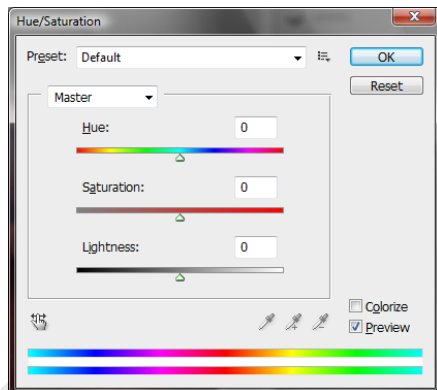 Hue/Saturation
Preset: Default
OK
Master
Reset
Hue: 0
Saturation: 0
Lightness: 0
Colorize
Preview